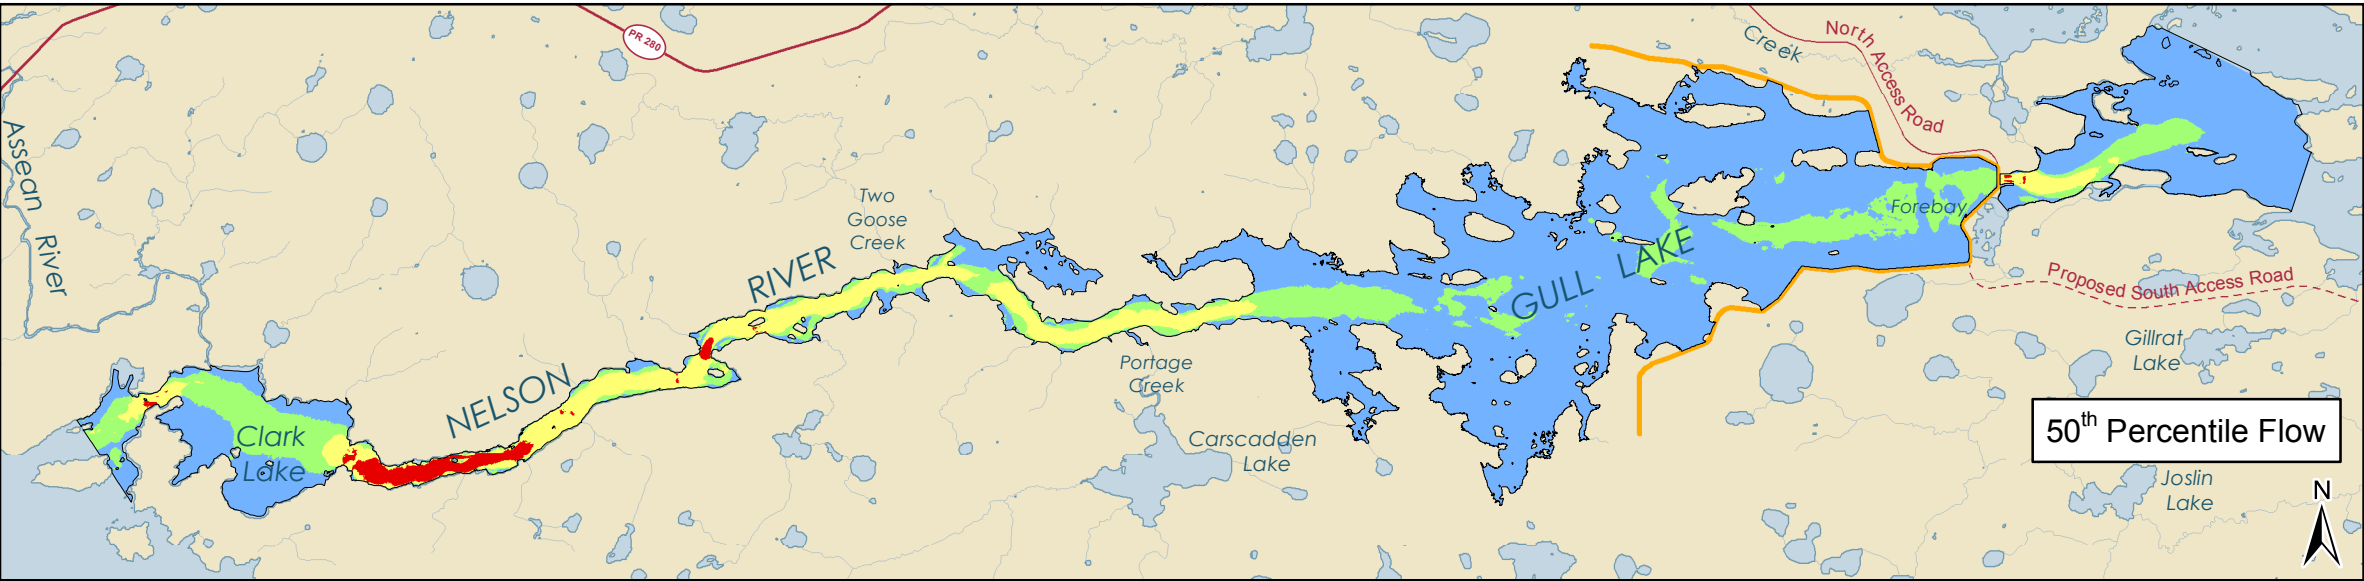 PR 280
North Access Road
Creek
Assean River
Two
Goose
Creek
NELSON RIVER
Forebay
GULL LAKE
Proposed South Access Road
Gillrat
Lake
Portage
Creek
Clark
Lake
Carscadden
Lake
50th Percentile Flow
Joslin
Lake
N